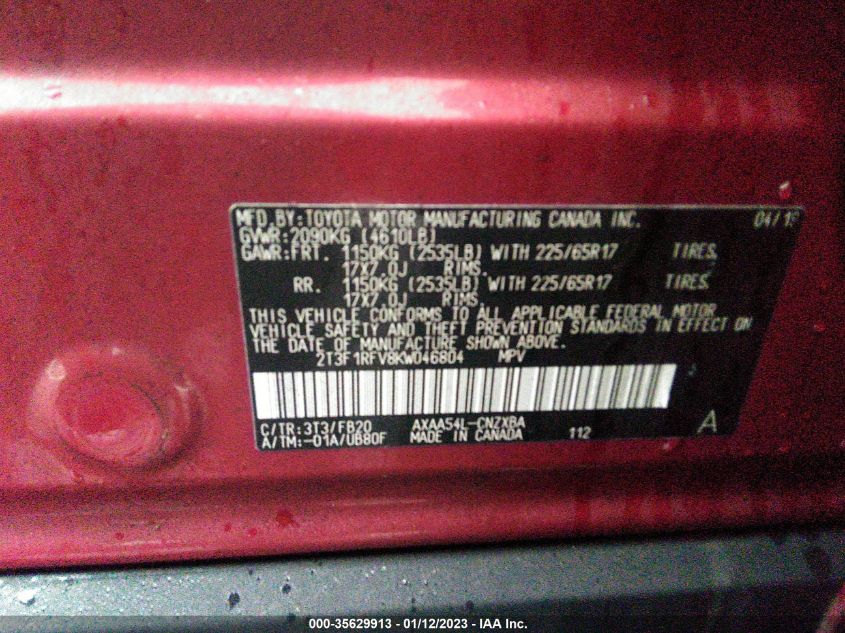 MFD.BY:TOYOTA MOTOR MANUFACTURING CANADA INC. 04/19
GVWR:2090KG (4610LB)
GAWR:FRT. 1150KG (2535LB) WITH 225/65R17 TIRES,
17X7.0J RIMS.
RR. 1150KG (2535LB) WITH 225/65R17 TIRES,
17X7.0J RIMS.
THIS VEHICLE CONFORMS TO ALL APPLICABLE FEDERAL MOTOR
VEHICLE SAFETY AND THEFT PREVENTION STANDARDS IN EFFECT ON
THE DATE OF MANUFACTURE SHOWN ABOVE.
2T3F1RFV8KW046804 MPV
C/TR:3T3/FB20 AXAA54L-CNZXBA
A/TM:-01A/UB80F MADE IN CANADA 112 A
000-35629913 - 01/12/2023 - IAA Inc.